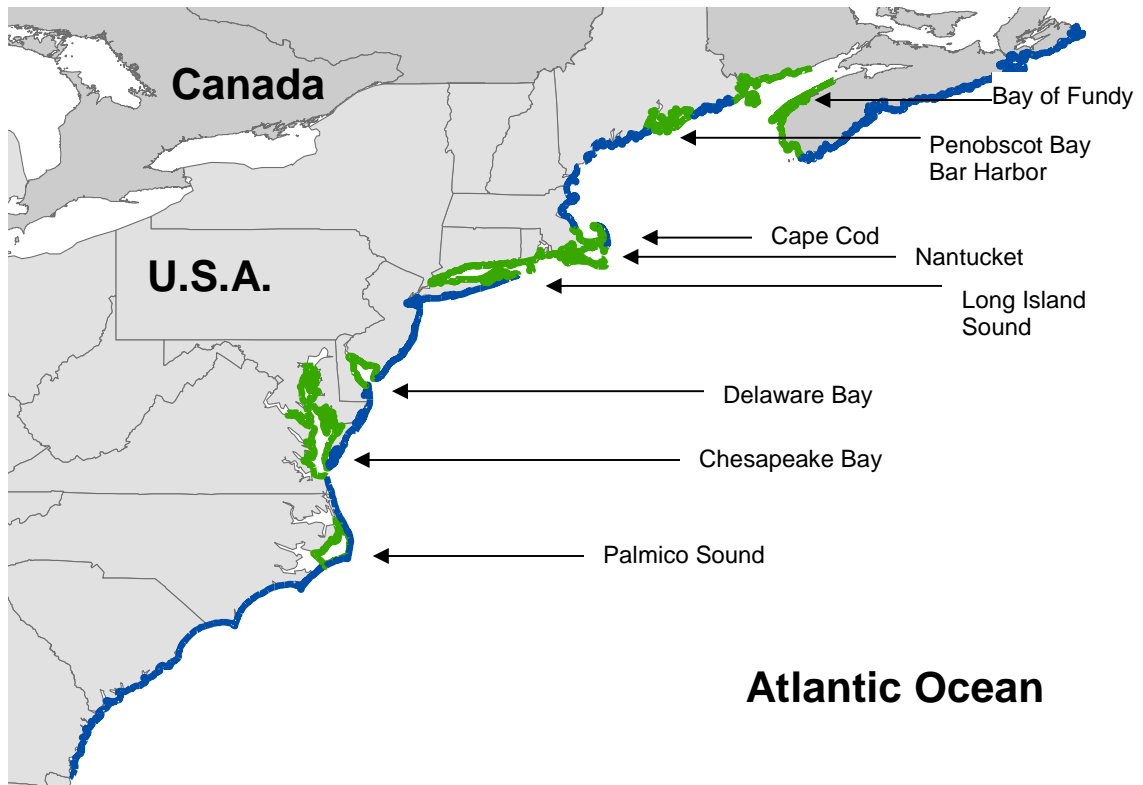 Canada
Bay of Fundy
Penobscot Bay
Bar Harbor
Cape Cod
Nantucket
U.S.A.
Long Island
Sound
Delaware Bay
Chesapeake Bay
Palmico Sound
Atlantic Ocean